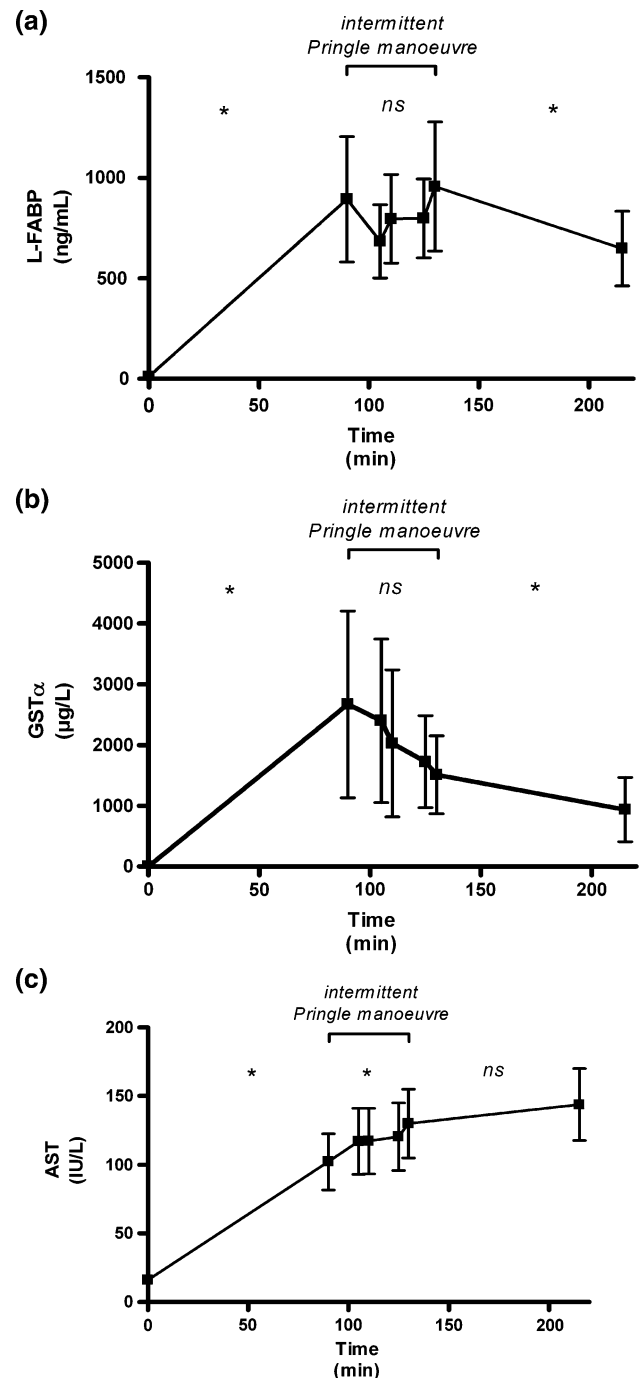 (a)
intermittent
Pringle manoeuvre
1500
* ns *
1000
L-FABP
(ng/mL)
500
0
0 50 100 150 200
Time
(min)
(b)
intermittent
Pringle manoeuvre
5000
* ns *
4000
3000
GSTα
(µg/L)
2000
1000
0
0 50 100 150 200
Time
(min)
(c)
intermittent
Pringle manoeuvre
200
* * ns
150
AST
(IU/L)
100
50
0
0 50 100 150 200
Time
(min)